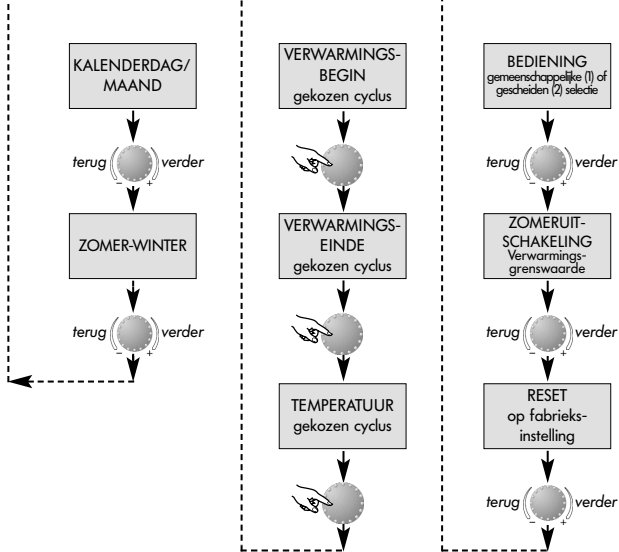 KALENDERDAG/
MAAND
terug
verder
− +
ZOMER-WINTER
terug
verder
− +
VERWARMINGS-
BEGIN
gekozen cyclus
VERWARMINGS-
EINDE
gekozen cyclus
TEMPERATUUR
gekozen cyclus
BEDIENING
gemeenschappelijke (1) of
gescheiden (2) selectie
terug
verder
− +
ZOMERUIT-
SCHAKELING
Verwarmings-
grenswaarde
terug
verder
− +
RESET
op fabrieks-
instelling
terug
verder
− +